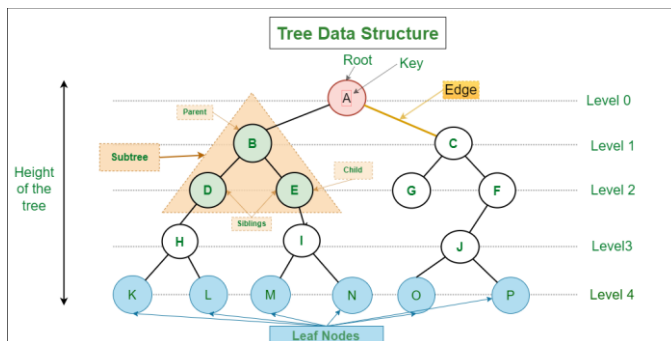 Tree Data Structure
Root
Key
A
Edge
Level 0
Parent
B
C
Level 1
Subtree
Height
of the
tree
Child
D
E
G
F
Level 2
Siblings
H
I
J
Level3
K
L
M
N
O
P
Level 4
Leaf Nodes